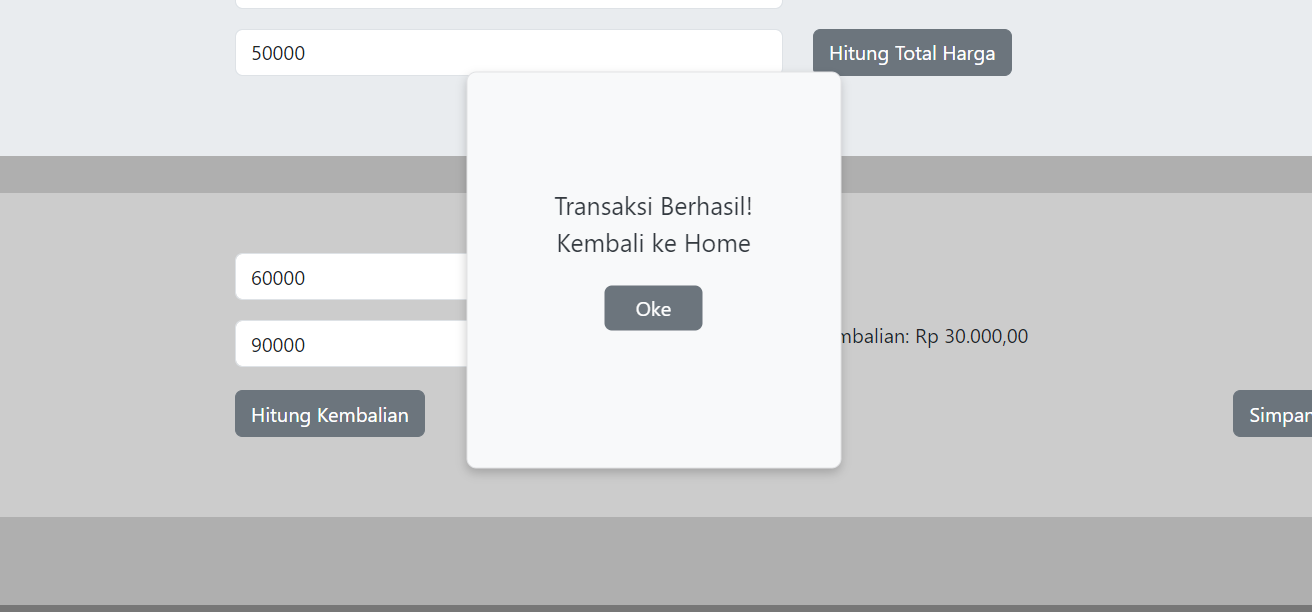 50000
Hitung Total Harga
Transaksi Berhasil!
Kembali ke Home
Oke
60000
90000
mbalian: Rp 30.000,00
Hitung Kembalian
Simpan